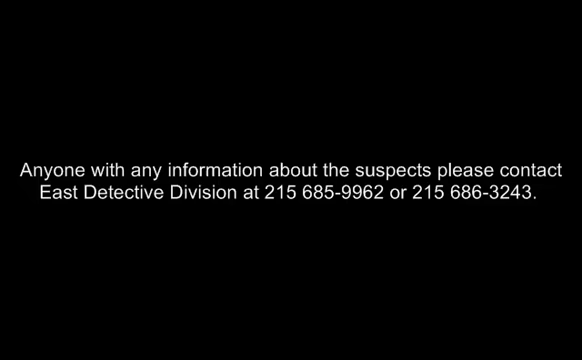 Anyone with any information about the suspects please contact
East Detective Division at 215 685-9962 or 215 686-3243.